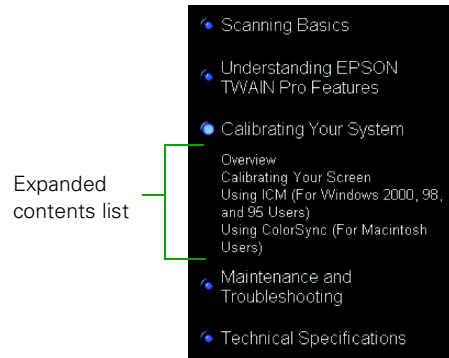 Scanning Basics
Understanding EPSON
TWAIN Pro Features
Calibrating Your System
Overview
Calibrating Your Screen
Using ICM (For Windows 2000, 98,
and 95 Users)
Using ColorSync (For Macintosh
Users)
Expanded
contents list
Maintenance and
Troubleshooting
Technical Specifications